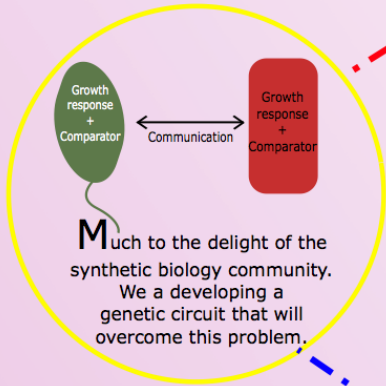 Growth
response
+
Comparator
Communication
Growth
response
+
Comparator
Much to the delight of the
synthetic biology community.
We a developing a
genetic circuit that will
overcome this problem.